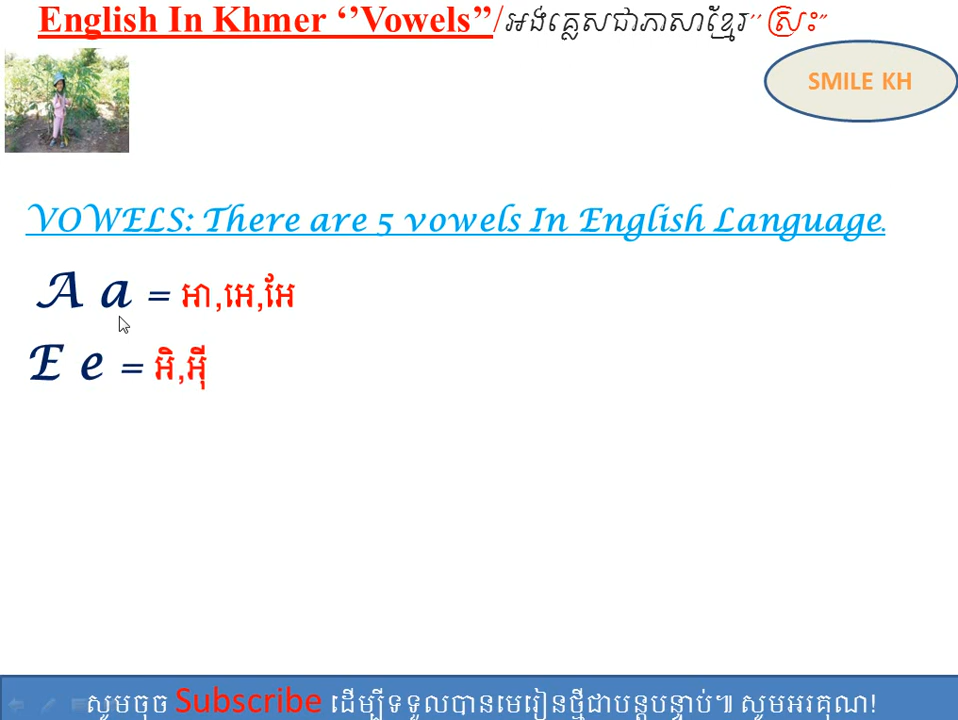 English In Khmer ‘’Vowels’’/អង់គ្លេសជាភាសាខ្មែរ’’ ស្រះ’’
SMILE KH
VOWELS: There are 5 vowels In English Language.
A a = អា,អេ,អែ
E e = អិ,អ៊ី
សូមចុច Subscribe ដើម្បីទទួលបានមេរៀនថ្មីជាបន្តបន្ទាប់៕ សូមអរគុណ!